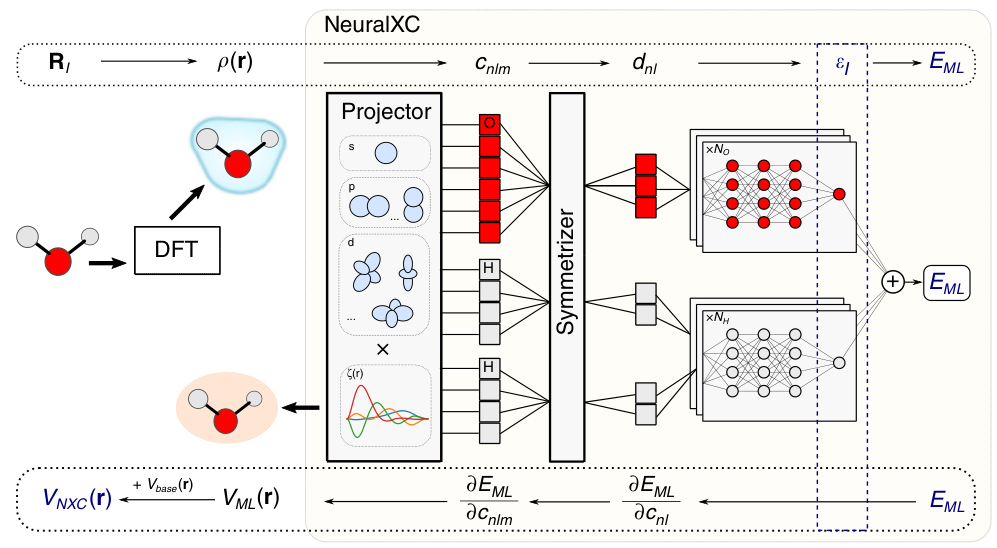 NeuralXC
R_I ρ(r) c_nlm d_nl ε_I E_ML
Projector
s
p
...
d
...
×
ζ(r)
DFT
O
H
H
Symmetrizer
×N_O
×N_H
+
E_ML
V_NXC(r) + V_base(r) V_ML(r) ∂E_ML/∂c_nlm ∂E_ML/∂c_nl E_ML